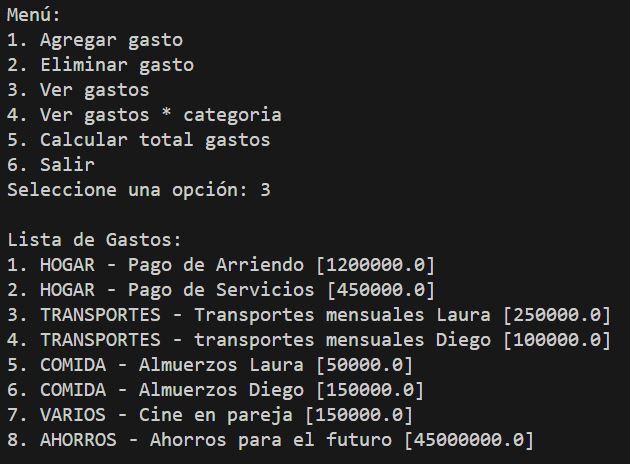 Menú:
1. Agregar gasto
2. Eliminar gasto
3. Ver gastos
4. Ver gastos * categoria
5. Calcular total gastos
6. Salir
Seleccione una opción: 3
Lista de Gastos:
1. HOGAR - Pago de Arriendo [1200000.0]
2. HOGAR - Pago de Servicios [450000.0]
3. TRANSPORTES - Transportes mensuales Laura [250000.0]
4. TRANSPORTES - transportes mensuales Diego [100000.0]
5. COMIDA - Almuerzos Laura [50000.0]
6. COMIDA - Almuerzos Diego [150000.0]
7. VARIOS - Cine en pareja [150000.0]
8. AHORROS - Ahorros para el futuro [45000000.0]